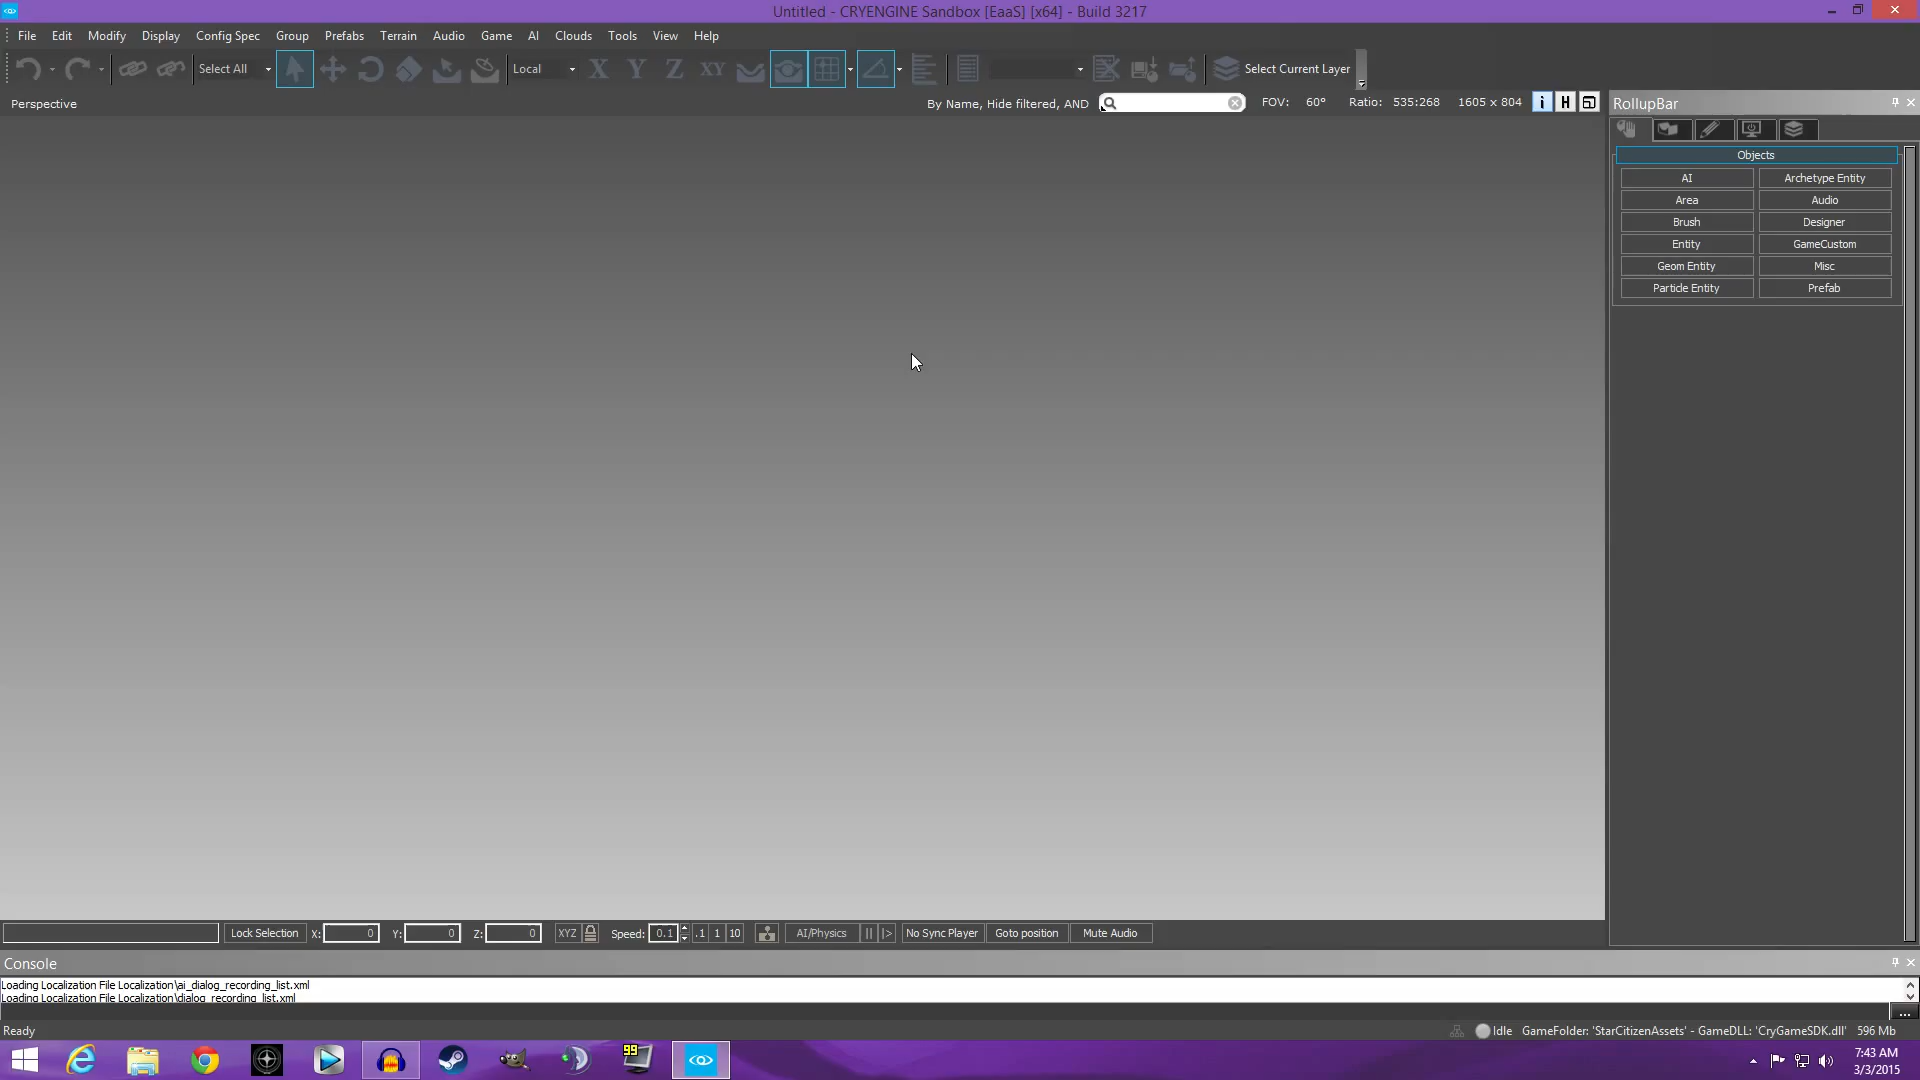 Untitled - CRYENGINE Sandbox [EaaS] [x64] - Build 3217
File Edit Modify Display Config Spec Group Prefabs Terrain Audio Game AI Clouds Tools View Help
Select All Local X Y Z XY Select Current Layer
Perspective By Name, Hide filtered, AND FOV: 60° Ratio: 535:268 1605 x 804 i H
RollupBar
Objects
AI Archetype Entity
Area Audio
Brush Designer
Entity GameCustom
Geom Entity Misc
Particle Entity Prefab
Lock Selection X: 0 Y: 0 Z: 0 XYZ Speed: 0.1 .1 1 10 AI/Physics No Sync Player Goto position Mute Audio
Console
Loading Localization File Localization\ai_dialog_recording_list.xml
Loading Localization File Localization\dialog_recording_list.xml
...
Ready Idle GameFolder: 'StarCitizenAssets' - GameDLL: 'CryGameSDK.dll' 596 Mb
99
7:43 AM
3/3/2015